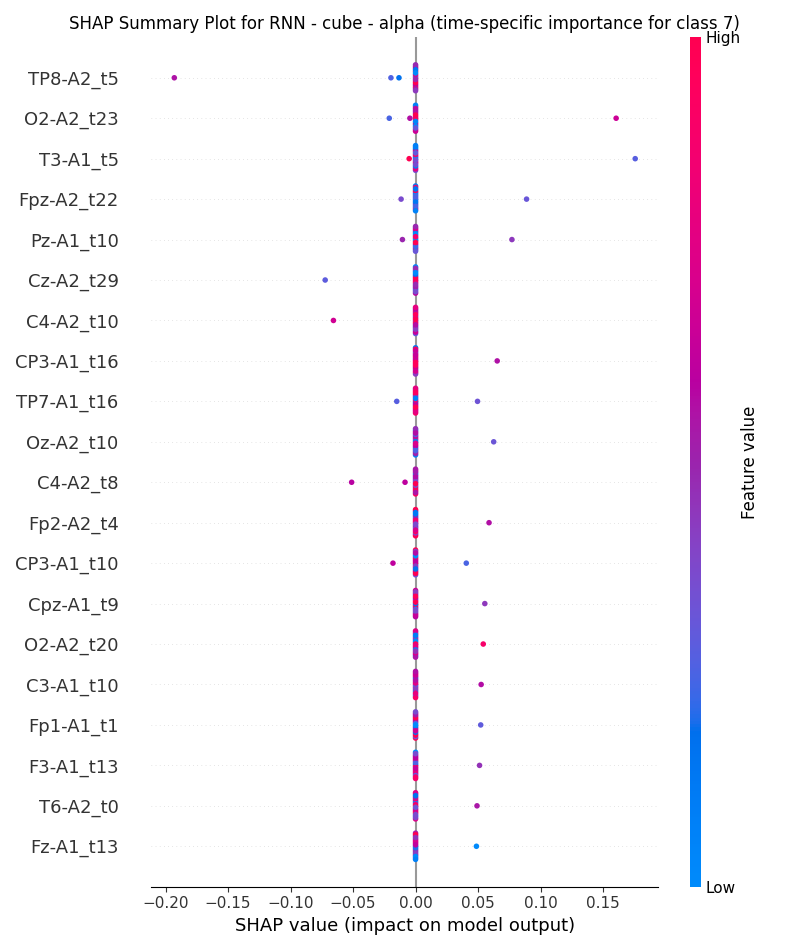 SHAP Summary Plot for RNN - cube - alpha (time-specific importance for class 7)
High
TP8-A2_t5
O2-A2_t23
T3-A1_t5
Fpz-A2_t22
Pz-A1_t10
Cz-A2_t29
C4-A2_t10
CP3-A1_t16
TP7-A1_t16
Oz-A2_t10
C4-A2_t8
Fp2-A2_t4
CP3-A1_t10
Cpz-A1_t9
O2-A2_t20
C3-A1_t10
Fp1-A1_t1
F3-A1_t13
T6-A2_t0
Fz-A1_t13
Feature value
Low
−0.20 −0.15 −0.10 −0.05 0.00 0.05 0.10 0.15
SHAP value (impact on model output)